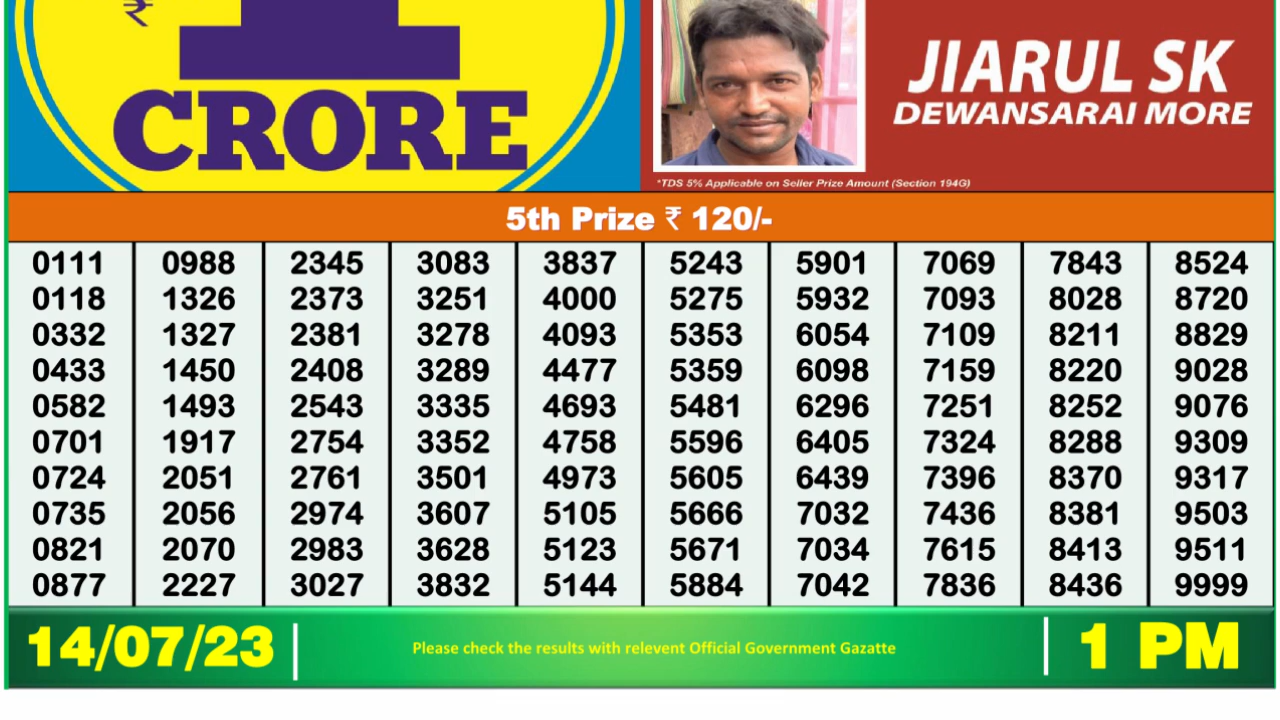 ₹
1
CRORE
JIARUL SK
DEWANSARAI MORE
*TDS 5% Applicable on Seller Prize Amount (Section 194G)
5th Prize ₹ 120/-
0111 0988 2345 3083 3837 5243 5901 7069 7843 8524
0118 1326 2373 3251 4000 5275 5932 7093 8028 8720
0332 1327 2381 3278 4093 5353 6054 7109 8211 8829
0433 1450 2408 3289 4477 5359 6098 7159 8220 9028
0582 1493 2543 3335 4693 5481 6296 7251 8252 9076
0701 1917 2754 3352 4758 5596 6405 7324 8288 9309
0724 2051 2761 3501 4973 5605 6439 7396 8370 9317
0735 2056 2974 3607 5105 5666 7032 7436 8381 9503
0821 2070 2983 3628 5123 5671 7034 7615 8413 9511
0877 2227 3027 3832 5144 5884 7042 7836 8436 9999
14/07/23 Please check the results with relevent Official Government Gazatte 1 PM